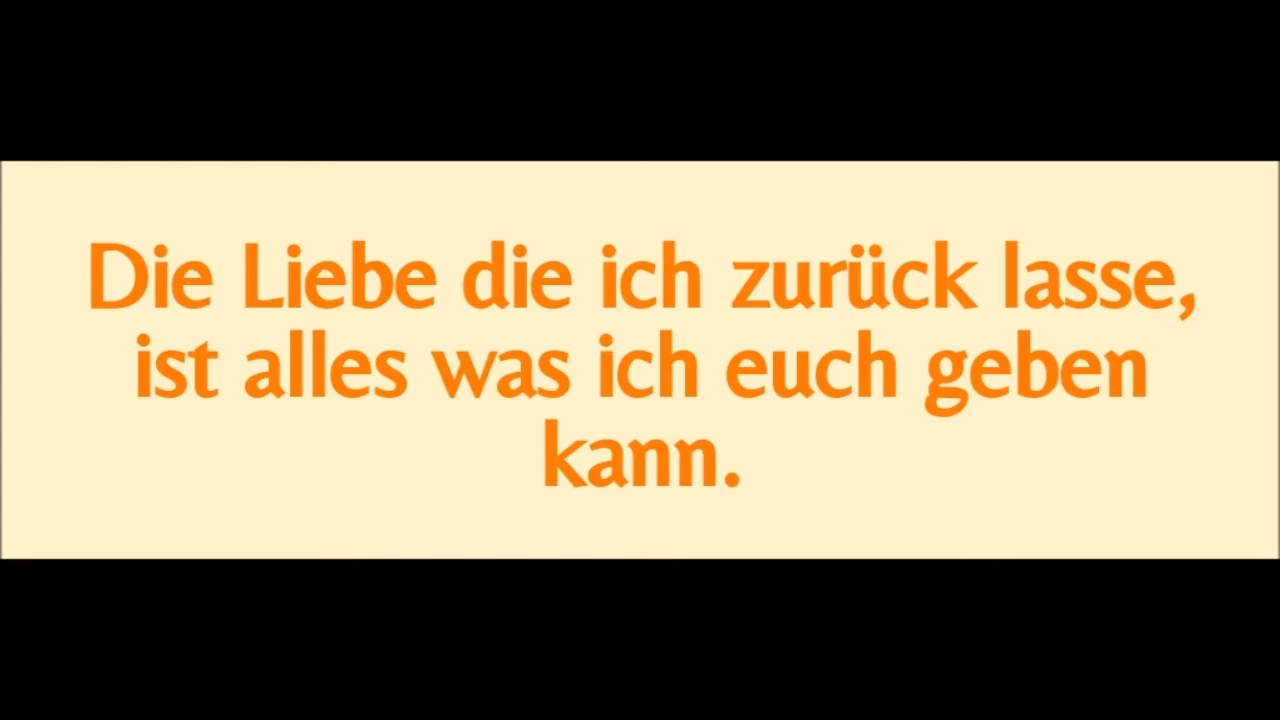 Die Liebe die ich zurück lasse,
ist alles was ich euch geben
kann.